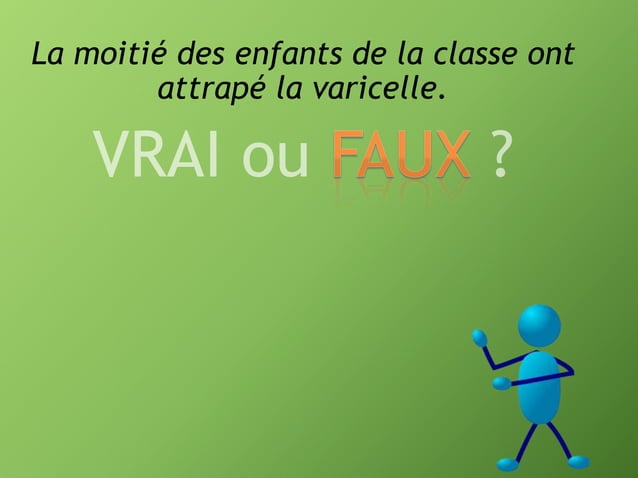 La moitié des enfants de la classe ont
attrapé la varicelle.
VRAI ou FAUX ?